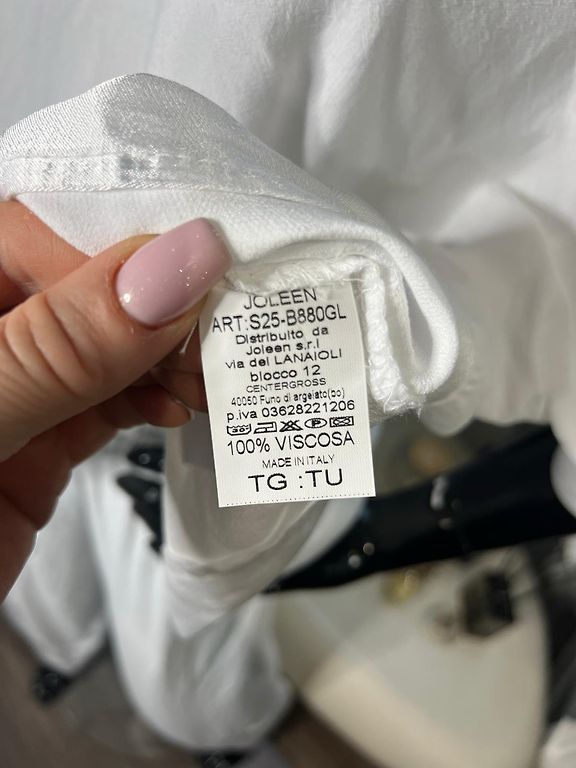 JOLEEN
ART:S25-B880GL
Distribuito da
Joleen s.r.l
via dei LANAIOLI
blocco 12
CENTERGROSS
40050 Funo di argelato(bo)
p.iva 03628221206
100% VISCOSA
MADE IN ITALY
TG :TU